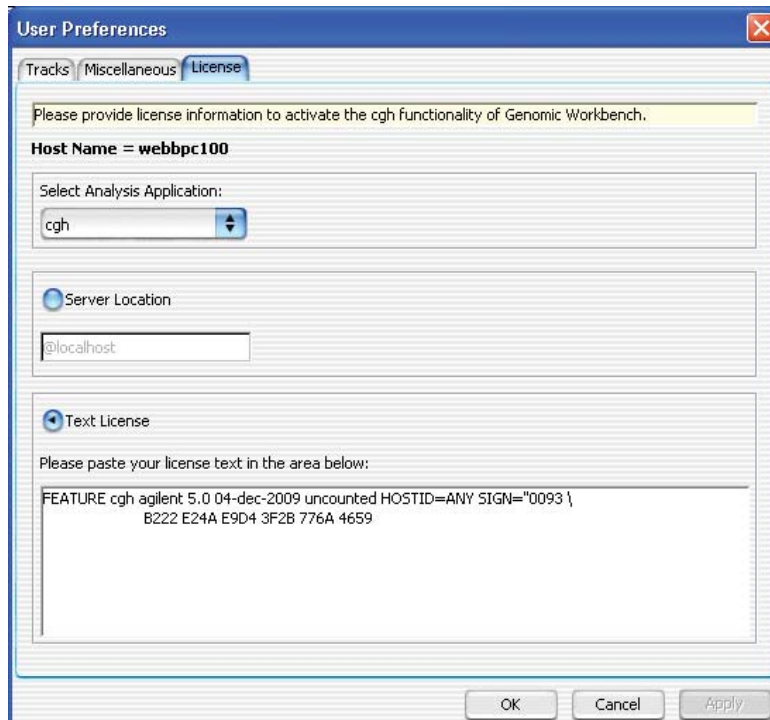 User Preferences
Tracks Miscellaneous License
Please provide license information to activate the cgh functionality of Genomic Workbench.
Host Name = webbpc100
Select Analysis Application:
cgh
Server Location
@localhost
Text License
Please paste your license text in the area below:
FEATURE cgh agilent 5.0 04-dec-2009 uncounted HOSTID=ANY SIGN="0093 \
B222 E24A E9D4 3F2B 776A 4659
OK Cancel Apply